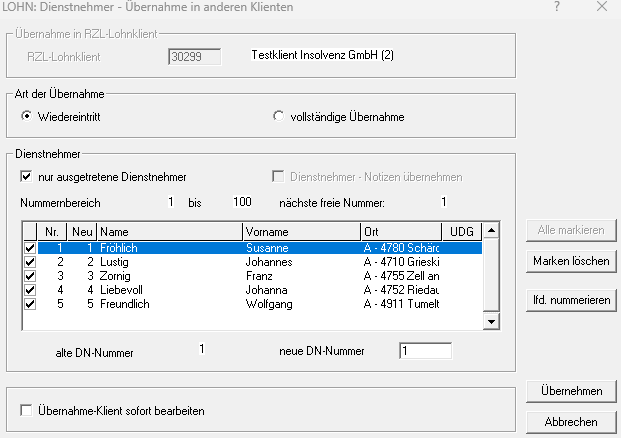 LOHN: Dienstnehmer - Übernahme in anderen Klienten
Übernahme in RZL-Lohnklient
RZL-Lohnklient 30299 Testklient Insolvenz GmbH (2)
Art der Übernahme
Wiedereintritt vollständige Übernahme
Dienstnehmer
nur ausgetretene Dienstnehmer Dienstnehmer - Notizen übernehmen
Nummernbereich 1 bis 100 nächste freie Nummer: 1
Nr. Neu Name Vorname Ort UDG
1 1 Fröhlich Susanne A - 4780 Schärd
2 2 Lustig Johannes A - 4710 Grieski
3 3 Zornig Franz A - 4755 Zell an
4 4 Liebevoll Johanna A - 4752 Riedau
5 5 Freundlich Wolfgang A - 4911 Tumelt
Alle markieren
Marken löschen
lfd. nummerieren
alte DN-Nummer 1 neue DN-Nummer 1
Übernahme-Klient sofort bearbeiten
Übernehmen
Abbrechen